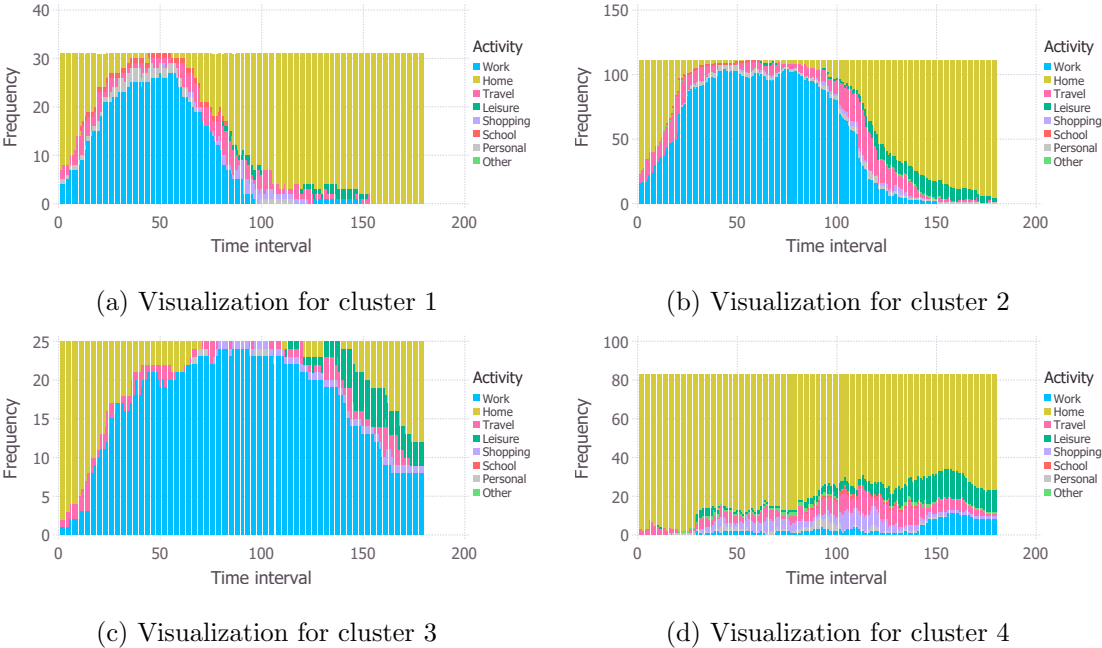 40
30
20
10
0
Frequency
0 50 100 150 200
Time interval
Activity
Work
Home
Travel
Leisure
Shopping
School
Personal
Other
(a) Visualization for cluster 1
150
100
50
0
Frequency
0 50 100 150 200
Time interval
Activity
Work
Home
Travel
Leisure
Shopping
School
Personal
Other
(b) Visualization for cluster 2
25
20
15
10
5
0
Frequency
0 50 100 150 200
Time interval
Activity
Work
Home
Travel
Leisure
Shopping
School
Personal
Other
(c) Visualization for cluster 3
100
80
60
40
20
0
Frequency
0 50 100 150 200
Time interval
Activity
Work
Home
Travel
Leisure
Shopping
School
Personal
Other
(d) Visualization for cluster 4